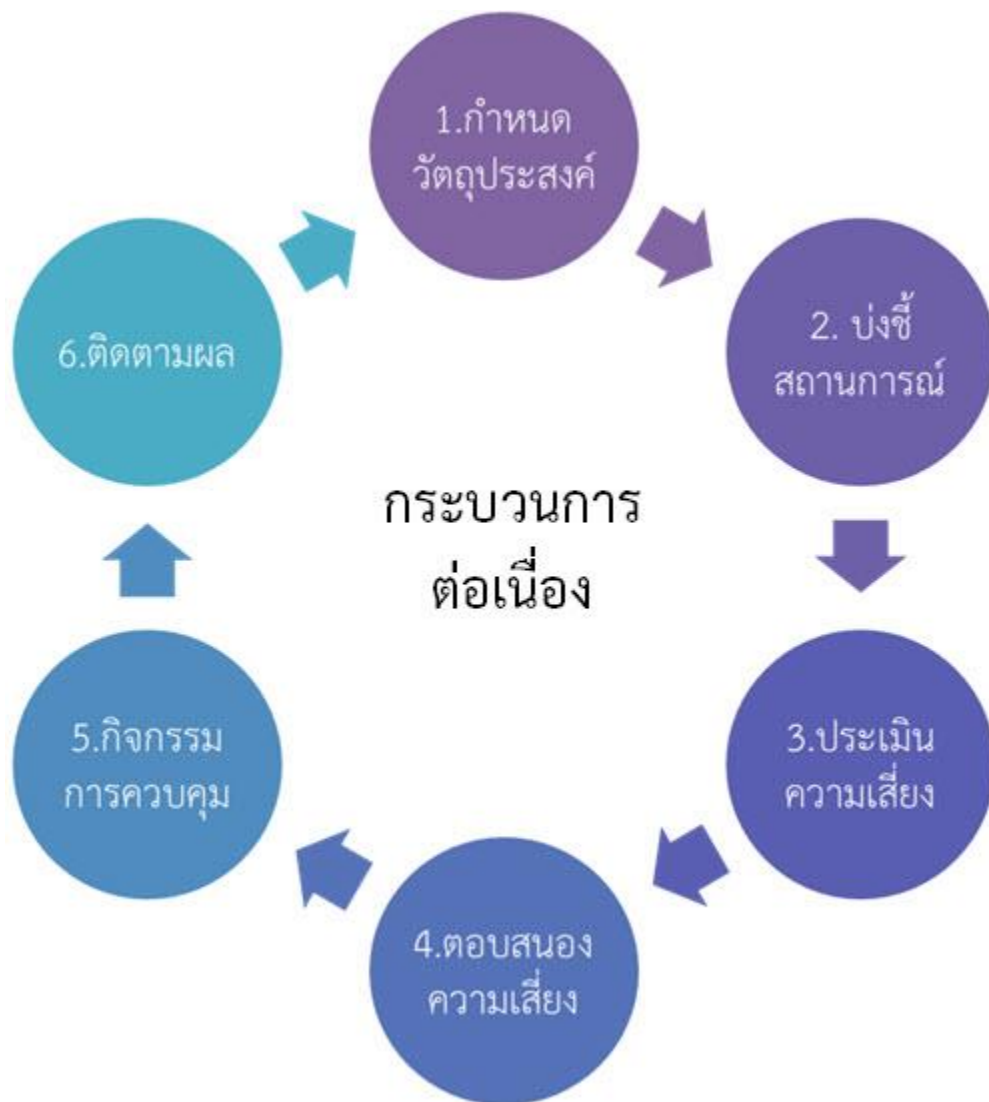 1.กำหนด
วัตถุประสงค์
2. บ่งชี้
สถานการณ์
3.ประเมิน
ความเสี่ยง
4.ตอบสนอง
ความเสี่ยง
5.กิจกรรม
การควบคุม
6.ติดตามผล
กระบวนการ
ต่อเนื่อง